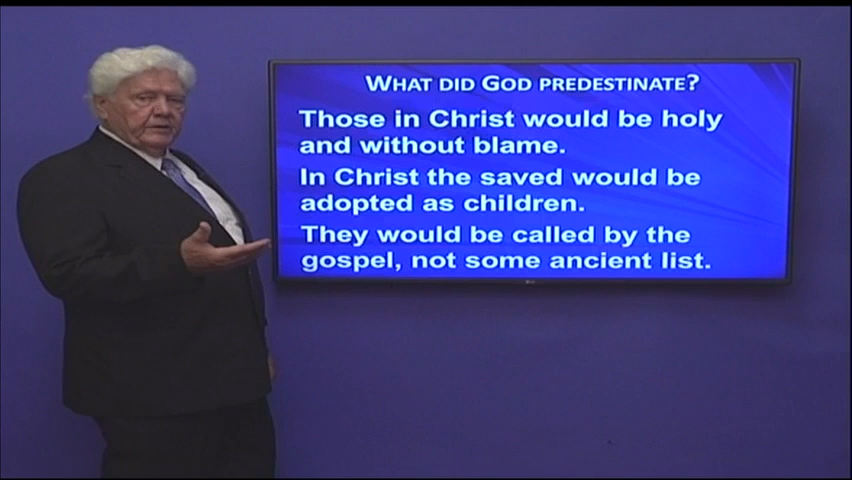 WHAT DID GOD PREDESTINATE?
Those in Christ would be holy
and without blame.
In Christ the saved would be
adopted as children.
They would be called by the
gospel, not some ancient list.
LG